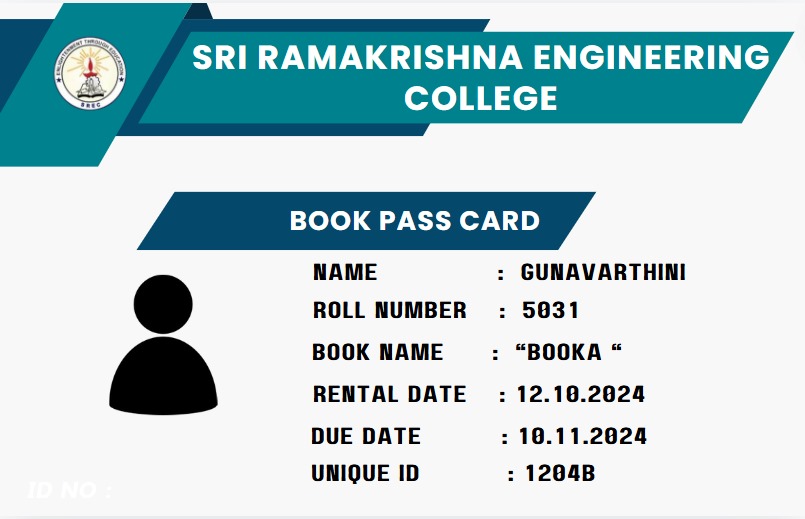 SRI RAMAKRISHNA ENGINEERING
COLLEGE
ENLIGHTENMENT THROUGH EDUCATION
SREC
BOOK PASS CARD
NAME : GUNAVARTHINI
ROLL NUMBER : 5031
BOOK NAME : “BOOKA “
RENTAL DATE : 12.10.2024
DUE DATE : 10.11.2024
UNIQUE ID : 1204B
ID NO :